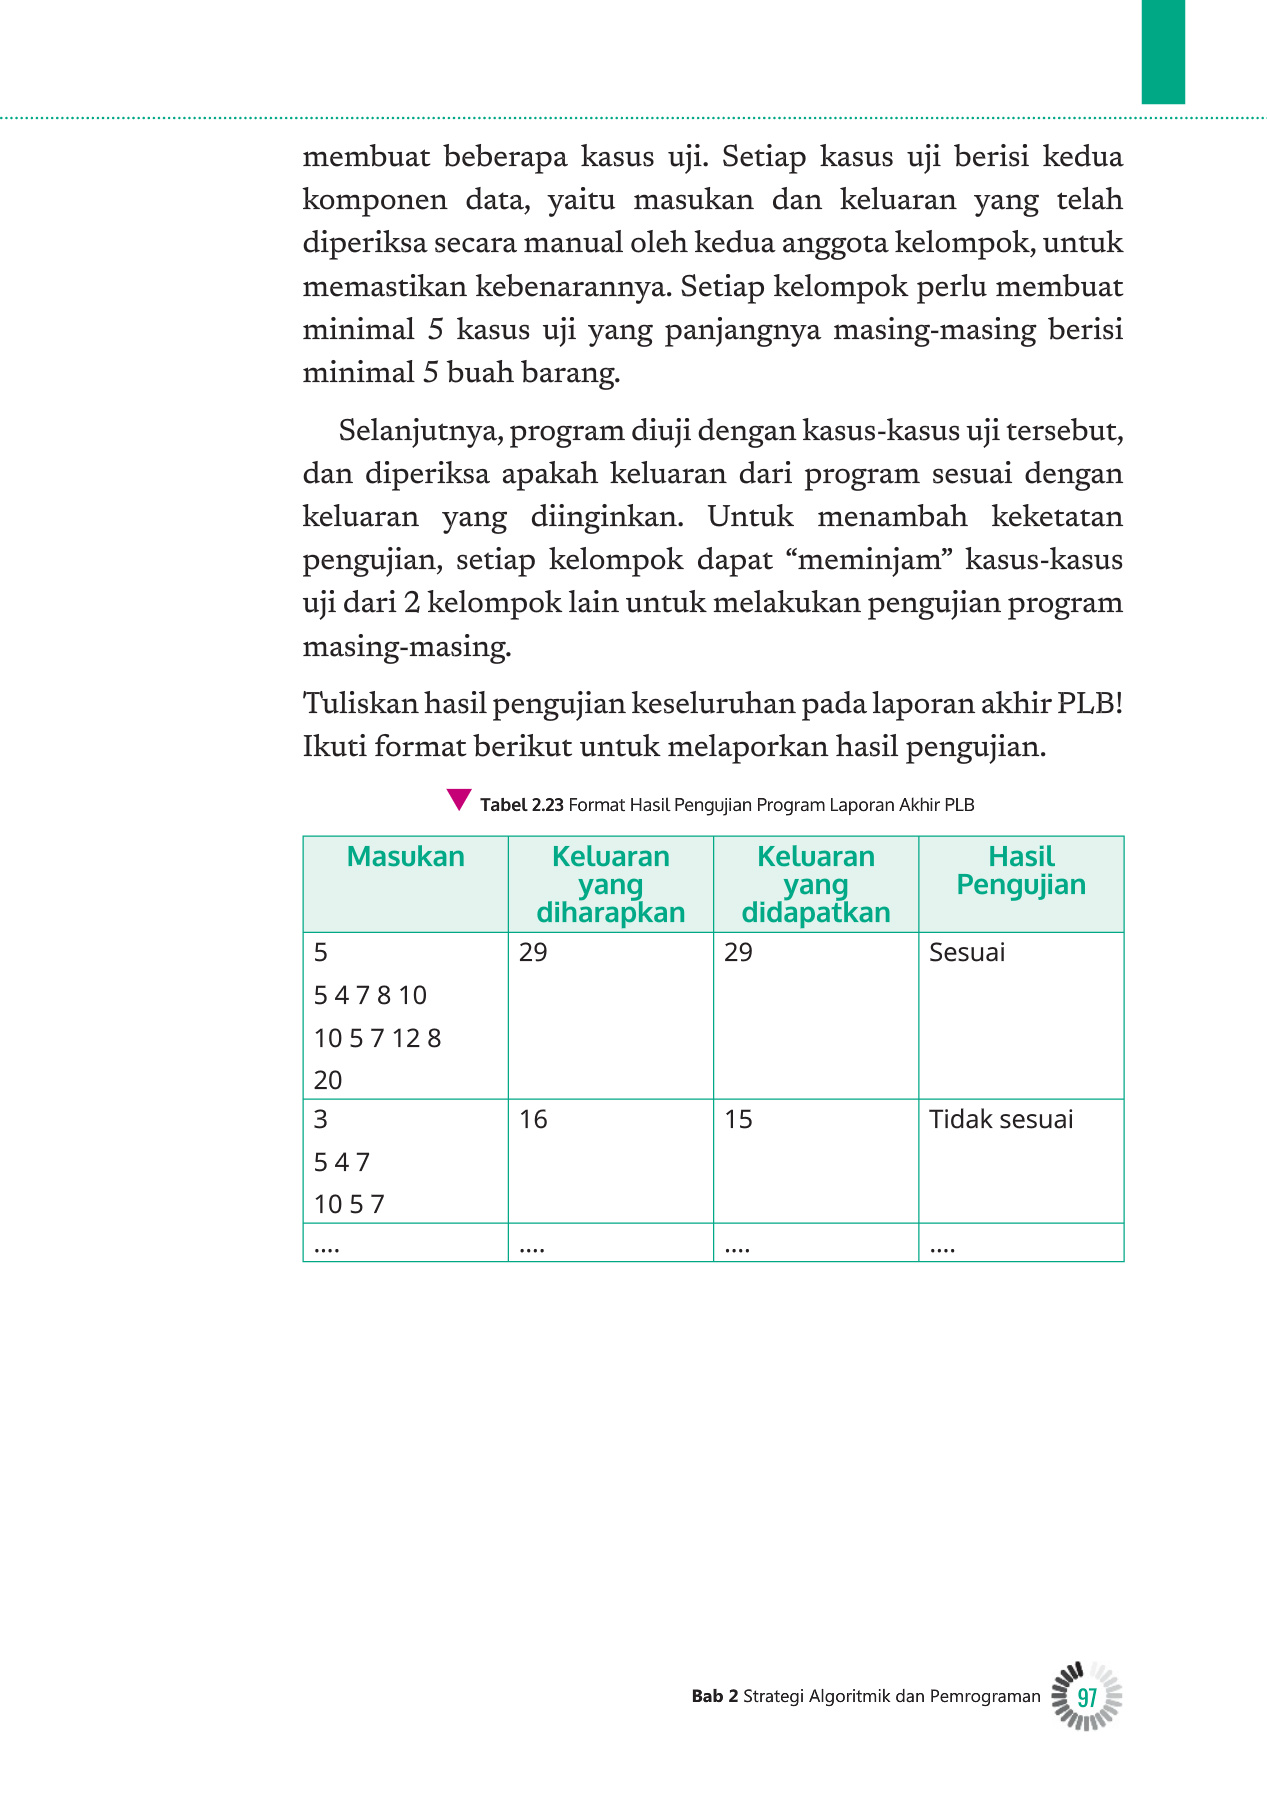 membuat beberapa kasus uji. Setiap kasus uji berisi kedua
komponen data, yaitu masukan dan keluaran yang telah
diperiksa secara manual oleh kedua anggota kelompok, untuk
memastikan kebenarannya. Setiap kelompok perlu membuat
minimal 5 kasus uji yang panjangnya masing-masing berisi
minimal 5 buah barang.
Selanjutnya, program diuji dengan kasus-kasus uji tersebut,
dan diperiksa apakah keluaran dari program sesuai dengan
keluaran yang diinginkan. Untuk menambah keketatan
pengujian, setiap kelompok dapat “meminjam” kasus-kasus
uji dari 2 kelompok lain untuk melakukan pengujian program
masing-masing.
Tuliskan hasil pengujian keseluruhan pada laporan akhir PLB!
Ikuti format berikut untuk melaporkan hasil pengujian.
Tabel 2.23 Format Hasil Pengujian Program Laporan Akhir PLB
Masukan
Keluaran
yang
diharapkan
Keluaran
yang
didapatkan
Hasil
Pengujian
5
5 4 7 8 10
10 5 7 12 8
20
29
29
Sesuai
3
5 4 7
10 5 7
16
15
Tidak sesuai
....
....
....
....
Bab 2 Strategi Algoritmik dan Pemrograman
97